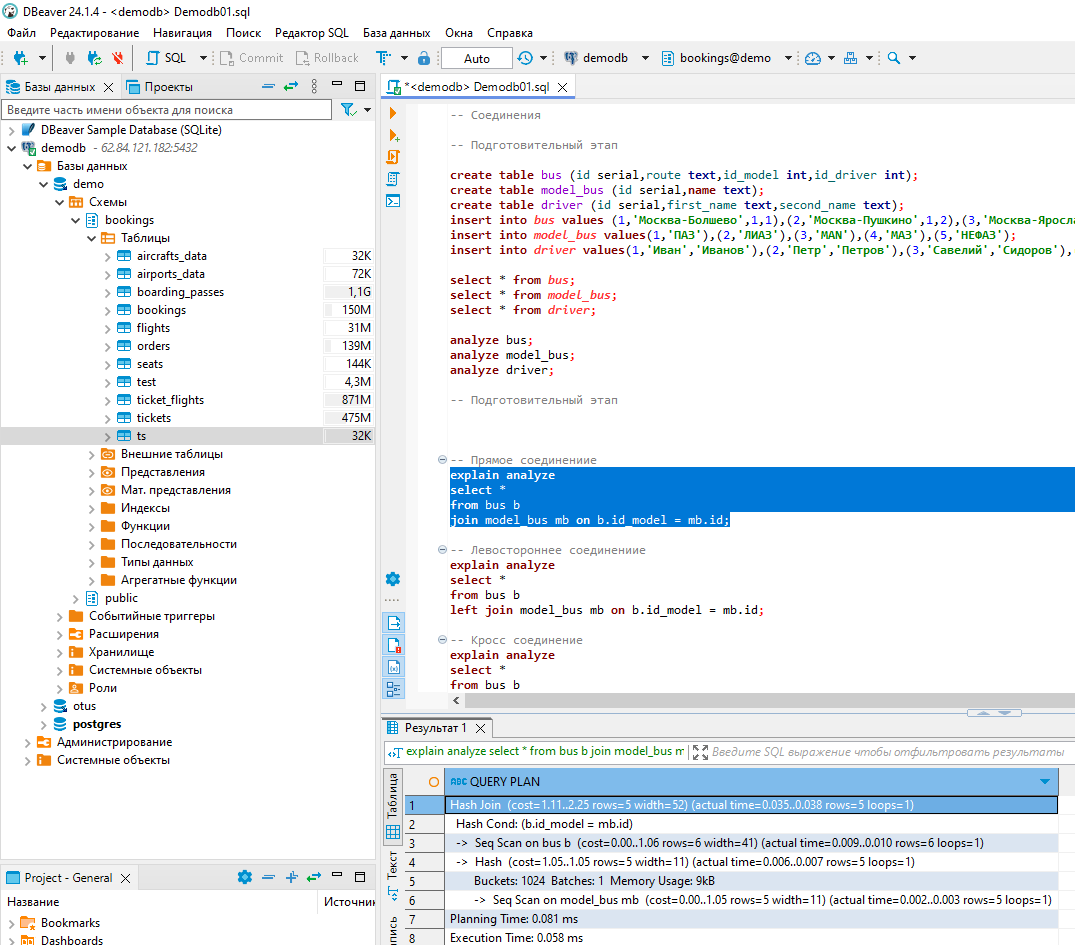 DBeaver 24.1.4 - <demodb> Demodb01.sql
Файл Редактирование Навигация Поиск Редактор SQL База данных Окна Справка
SQL Commit Rollback Auto demodb bookings@demo
Базы данных Проекты
Введите часть имени объекта для поиска
DBeaver Sample Database (SQLite)
demodb - 62.84.121.182:5432
Базы данных
demo
Схемы
bookings
Таблицы
aircrafts_data 32K
airports_data 72K
boarding_passes 1,1G
bookings 150M
flights 31M
orders 139M
seats 144K
test 4,3M
ticket_flights 871M
tickets 475M
ts 32K
Внешние таблицы
Представления
Мат. представления
Индексы
Функции
Последовательности
Типы данных
Агрегатные функции
public
Событийные триггеры
Расширения
Хранилище
Системные объекты
Роли
otus
postgres
Администрирование
Системные объекты
Project - General
Название Источник
Bookmarks
Dashboards
*<demodb> Demodb01.sql
-- Соединения
-- Подготовительный этап
create table bus (id serial,route text,id_model int,id_driver int);
create table model_bus (id serial,name text);
create table driver (id serial,first_name text,second_name text);
insert into bus values (1,'Москва-Болшево',1,1),(2,'Москва-Пушкино',1,2),(3,'Москва-Яросла
insert into model_bus values(1,'ПАЗ'),(2,'ЛИАЗ'),(3,'MAN'),(4,'МАЗ'),(5,'НЕФАЗ');
insert into driver values(1,'Иван','Иванов'),(2,'Петр','Петров'),(3,'Савелий','Сидоров'),
select * from bus;
select * from model_bus;
select * from driver;
analyze bus;
analyze model_bus;
analyze driver;
-- Подготовительный этап
-- Прямое соединениие
explain analyze
select *
from bus b
join model_bus mb on b.id_model = mb.id;
-- Левостороннее соединениие
explain analyze
select *
from bus b
left join model_bus mb on b.id_model = mb.id;
-- Кросс соединение
explain analyze
select *
from bus b
Результат 1
explain analyze select * from bus b join model_bus m Введите SQL выражение чтобы отфильтровать результаты
Таблица
Текст
ABC QUERY PLAN
1 Hash Join (cost=1.11..2.25 rows=5 width=52) (actual time=0.035..0.038 rows=5 loops=1)
2 Hash Cond: (b.id_model = mb.id)
3 -> Seq Scan on bus b (cost=0.00..1.06 rows=6 width=41) (actual time=0.009..0.010 rows=6 loops=1)
4 -> Hash (cost=1.05..1.05 rows=5 width=11) (actual time=0.006..0.007 rows=5 loops=1)
5 Buckets: 1024 Batches: 1 Memory Usage: 9kB
6 -> Seq Scan on model_bus mb (cost=0.00..1.05 rows=5 width=11) (actual time=0.002..0.003 rows=5 loops=1)
7 Planning Time: 0.081 ms
8 Execution Time: 0.058 ms